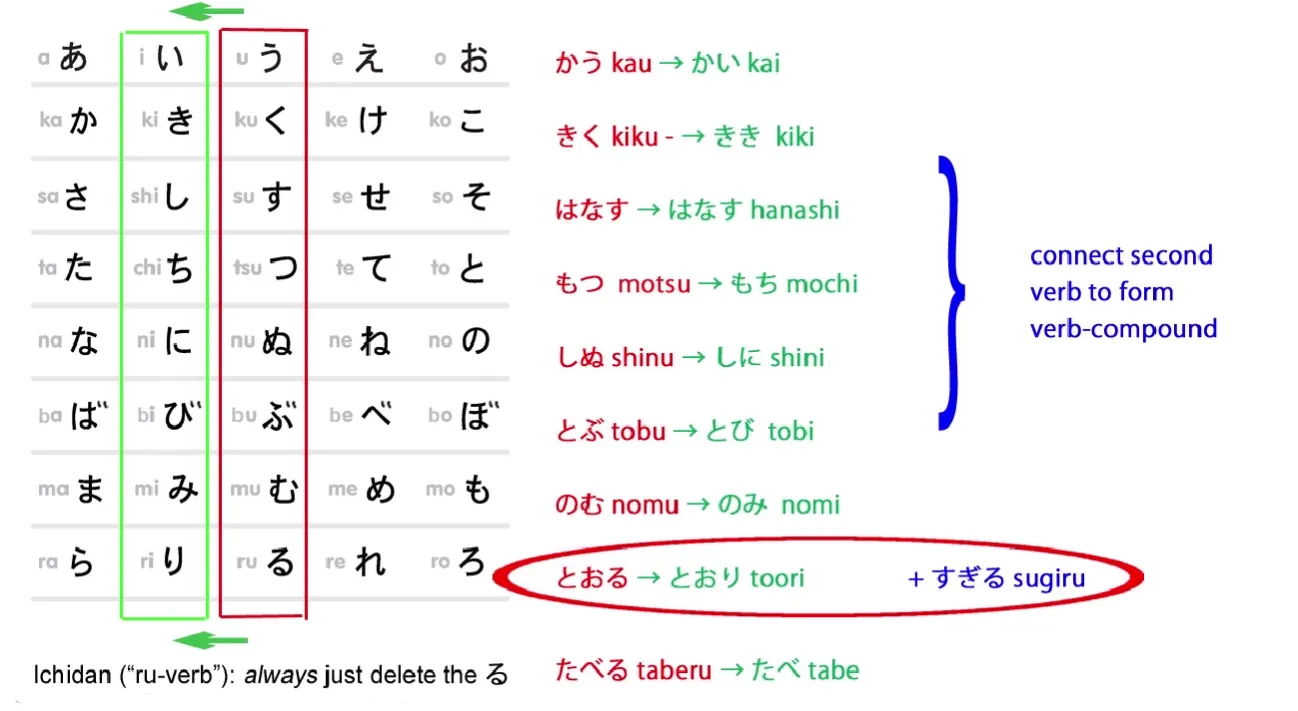 a あ i い u う e え o お
ka か ki き ku く ke け ko こ
sa さ shi し su す se せ so そ
ta た chi ち tsu つ te て to と
na な ni に nu ぬ ne ね no の
ba ば bi び bu ぶ be べ bo ぼ
ma ま mi み mu む me め mo も
ra ら ri り ru る re れ ro ろ
Ichidan (“ru-verb”): always just delete the る
かう kau → かい kai
きく kiku - → きき kiki
はなす → はなす hanashi
もつ motsu → もち mochi
しぬ shinu → しに shini
とぶ tobu → とび tobi
のむ nomu → のみ nomi
とおる → とおり toori + すぎる sugiru
たべる taberu → たべ tabe
connect second
verb to form
verb-compound